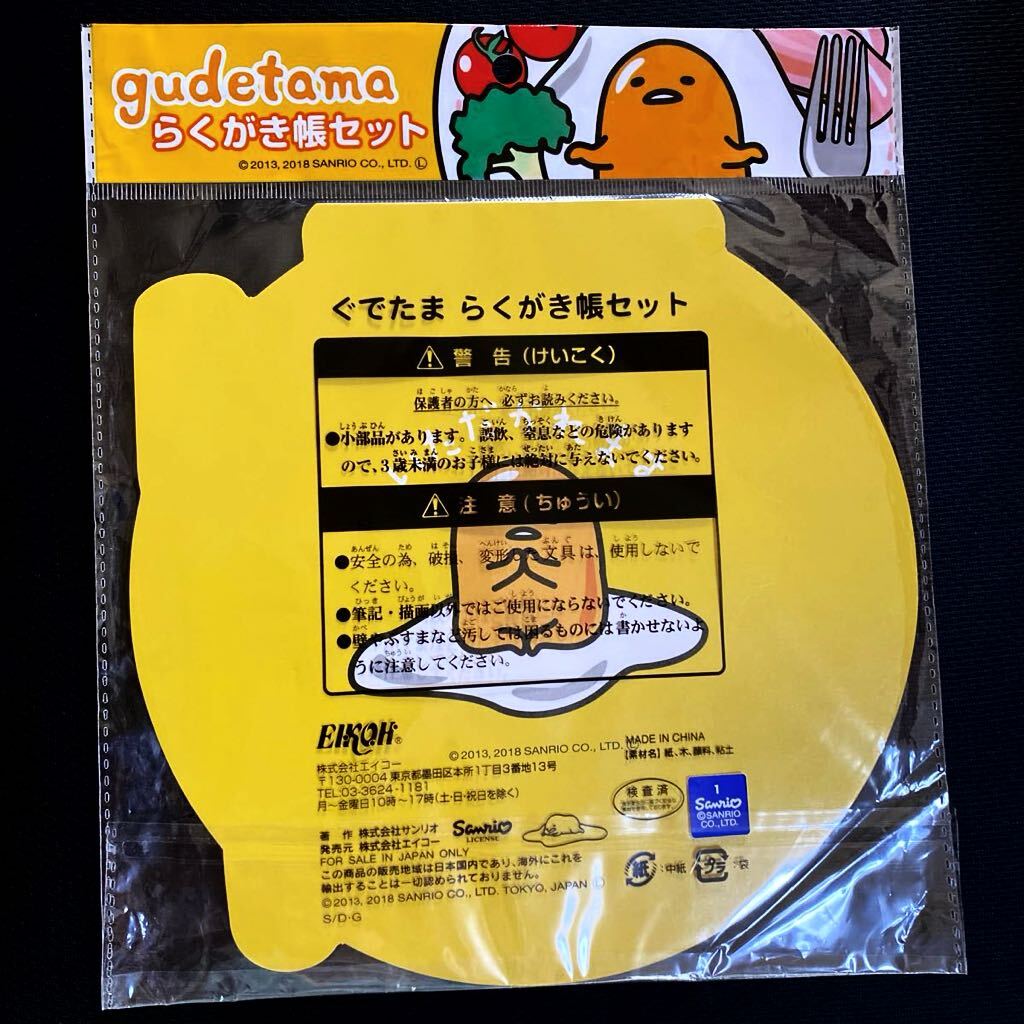 gudetama
らくがき帳セット
©2013, 2018 SANRIO CO., LTD. Ⓛ
ぐでたま らくがき帳セット
⚠ 警 告(けいこく)
保護者の方へ 必ずお読みください。
●小部品があります。誤飲、窒息などの危険があります
ので、3歳未満のお子様には絶対に与えないでください。
⚠ 注 意(ちゅうい)
●安全の為、破損、変形した文具は、使用しないで
ください。
●筆記・描画以外ではご使用にならないでください。
●壁やふすまなど汚しては困るものには書かせないよ
うに注意してください。
EIKOH®
©2013, 2018 SANRIO CO., LTD. Ⓛ
MADE IN CHINA
【素材名】紙、木、顔料、粘土
株式会社エイコー
〒130-0004 東京都墨田区本所1丁目3番地13号
TEL:03-3624-1181
月~金曜日10時~17時(土・日・祝日を除く)
検査済
1
Sanrio
©SANRIO
CO., LTD.
著 作 株式会社サンリオ
発売元 株式会社エイコー
Sanrio
LICENSE
FOR SALE IN JAPAN ONLY
この商品の販売地域は日本国内であり、海外にこれを
輸出することは一切認められておりません。
©2013, 2018 SANRIO CO., LTD. TOKYO, JAPAN Ⓛ
S/D・G
紙:中紙
プラ:袋